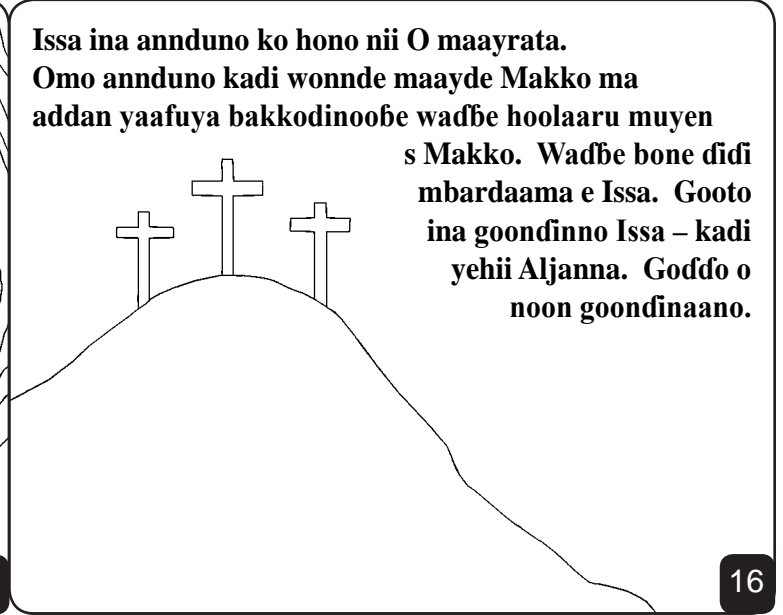 Issa ina annduno ko hono nii O maayrata.
Omo annduno kadi wonnde maayde Makko ma
addan yaafuya bakkodinooɓe waɗɓe hoolaaru muyen
s Makko.  Waɗɓe bone ɗiɗi
mbardaama e Issa.  Gooto
ina goonɗinno Issa – kadi
yehii Aljanna.  Goɗɗo o
noon goonɗinaano.
16